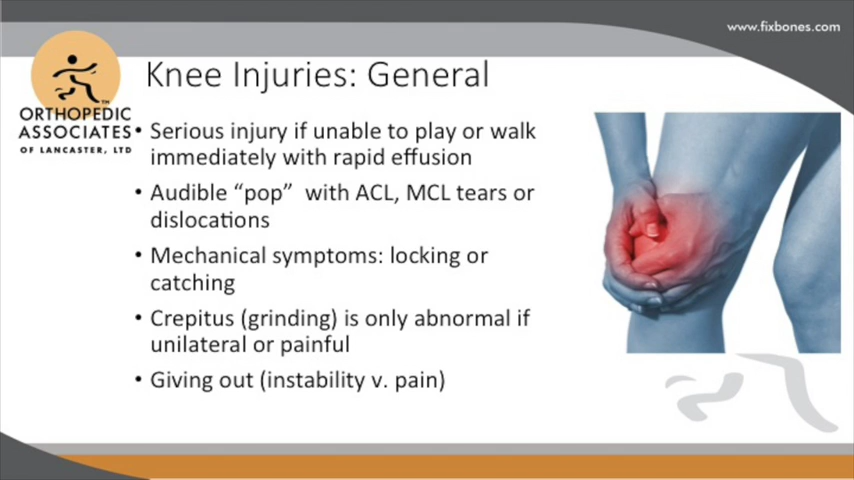 www.fixbones.com
Knee Injuries: General
ORTHOPEDIC
ASSOCIATES
OF LANCASTER, LTD
TM
• Serious injury if unable to play or walk
immediately with rapid effusion
• Audible “pop”  with ACL, MCL tears or
dislocations
• Mechanical symptoms: locking or
catching
• Crepitus (grinding) is only abnormal if
unilateral or painful
• Giving out (instability v. pain)